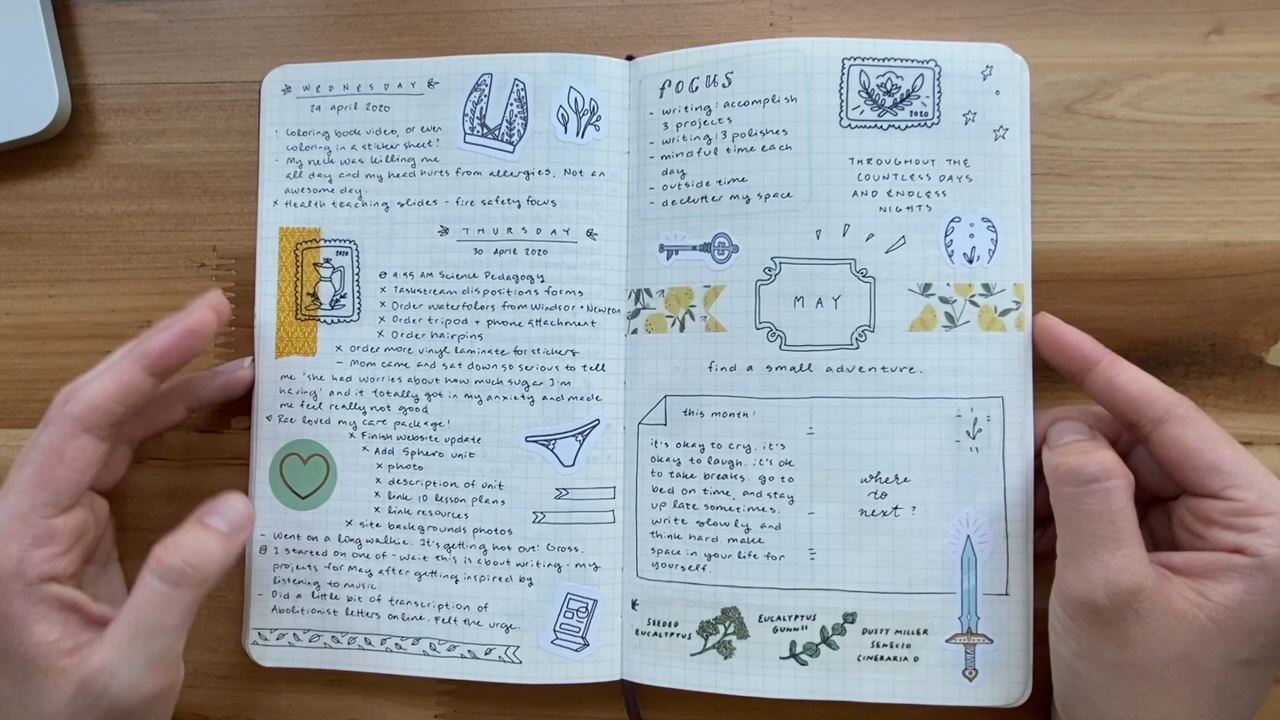 WEDNESDAY
29 April 2020
! Coloring book video, or even
coloring in a sticker sheet?
- My neck was killing me
all day and my head hurts from allergies. Not an
awesome day.
x Health teaching slides - fire safety focus
THURSDAY
30 April 2020
9:55 AM Science Pedagogy
x Taskstream dispositions forms
x Order watercolors from Windsor + Newton
x Order tripod + phone attachment
x Order hairpins
x Order more vinyl laminate for stickers
- Mom came and sat down so serious to tell
me "she had worries about how much sugar I'm
having" and it totally got in my anxiety and made
me feel really not good
♡ Rae loved my care package!
x Finish website update
x Add Sphero unit
x photo
x description of unit
x link 10 lesson plans
x link resources
x site backgrounds photos
- Went on a long walkie. It's getting hot out! Gross.
I started on one of - wait this is about writing - my
projects for May after getting inspired by
listening to music.
- Did a little bit of transcription of
Abolitionist letters online. Felt the urge.
2020
FOCUS
- writing: accomplish
3 projects
- writing: 3 polishes
- mindful time each
day
- outside time
- declutter my space
2020
THROUGHOUT THE
COUNTLESS DAYS
AND ENDLESS
NIGHTS
MAY
find a small adventure.
this month:
it's okay to cry. it's
okay to laugh. it's ok
to take breaks. go to
bed on time, and stay
up late sometimes.
write slowly and
think hard. make
space in your life for
yourself.
where
to
next?
SEEDED
EUCALYPTUS
EUCALYPTUS
GUNNII
DUSTY MILLER
SENECIO
CINERARIA D